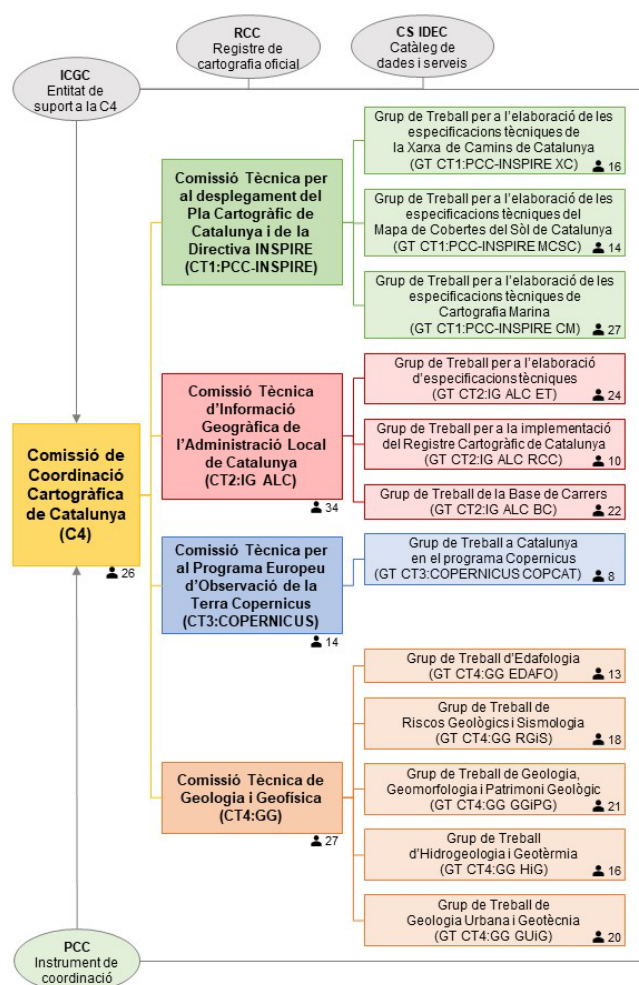 RCC
Registre de
cartografia oficial
CS IDEC
Catàleg de
dades i serveis
ICGC
Entitat de
suport a la C4
Comissió de
Coordinació
Cartogràfica
de Catalunya
(C4)
26
Comissió Tècnica per
al desplegament del
Pla Cartogràfic de
Catalunya i de la
Directiva INSPIRE
(CT1:PCC-INSPIRE)
Grup de Treball per a l'elaboració de les
especificacions tècniques de
la Xarxa de Camins de Catalunya
(GT CT1:PCC-INSPIRE XC)
16
Grup de Treball per a l'elaboració de les
especificacions tècniques del
Mapa de Cobertes del Sòl de Catalunya
(GT CT1:PCC-INSPIRE MCSC)
14
Grup de Treball per a l'elaboració de les
especificacions tècniques de
Cartografia Marina
(GT CT1:PCC-INSPIRE CM)
27
Comissió Tècnica
d'Informació
Geogràfica de
l'Administració Local
de Catalunya
(CT2:IG ALC)
34
Grup de Treball per a l'elaboració
d'especificacions tècniques
(GT CT2:IG ALC ET)
24
Grup de Treball per a la implementació
del Registre Cartogràfic de Catalunya
(GT CT2:IG ALC RCC)
10
Grup de Treball de la Base de Carrers
(GT CT2:IG ALC BC)
22
Comissió Tècnica per
al Programa Europeu
d'Observació de la
Terra Copernicus
(CT3:COPERNICUS)
14
Grup de Treball a Catalunya
en el programa Copernicus
(GT CT3:COPERNICUS COPCAT)
8
Comissió Tècnica de
Geologia i Geofísica
(CT4:GG)
27
Grup de Treball d'Edafologia
(GT CT4:GG EDAFO)
13
Grup de Treball de
Riscos Geològics i Sismologia
(GT CT4:GG RGiS)
18
Grup de Treball de Geologia,
Geomorfologia i Patrimoni Geològic
(GT CT4:GG GGiPG)
21
Grup de Treball
d'Hidrogeologia i Geotèrmia
(GT CT4:GG HiG)
16
Grup de Treball de
Geologia Urbana i Geotècnia
(GT CT4:GG GUiG)
20
PCC
Instrument de
coordinació